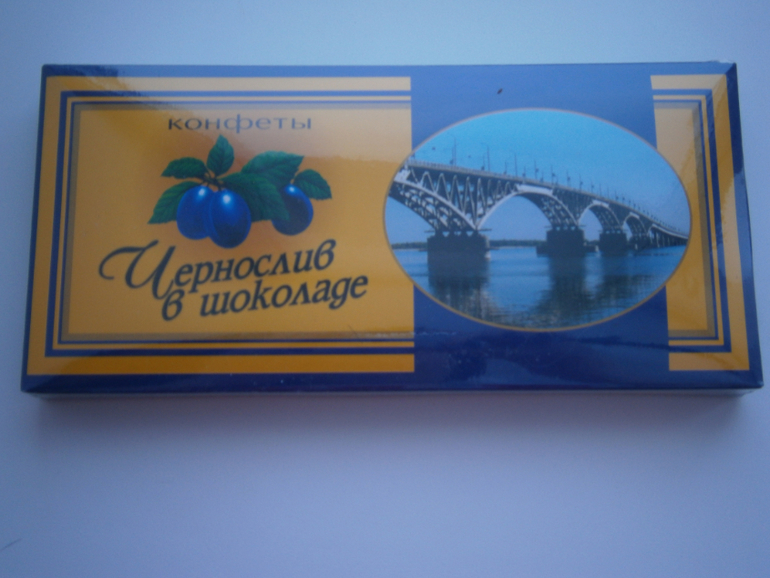 конфеты
Чернослив
в шоколаде